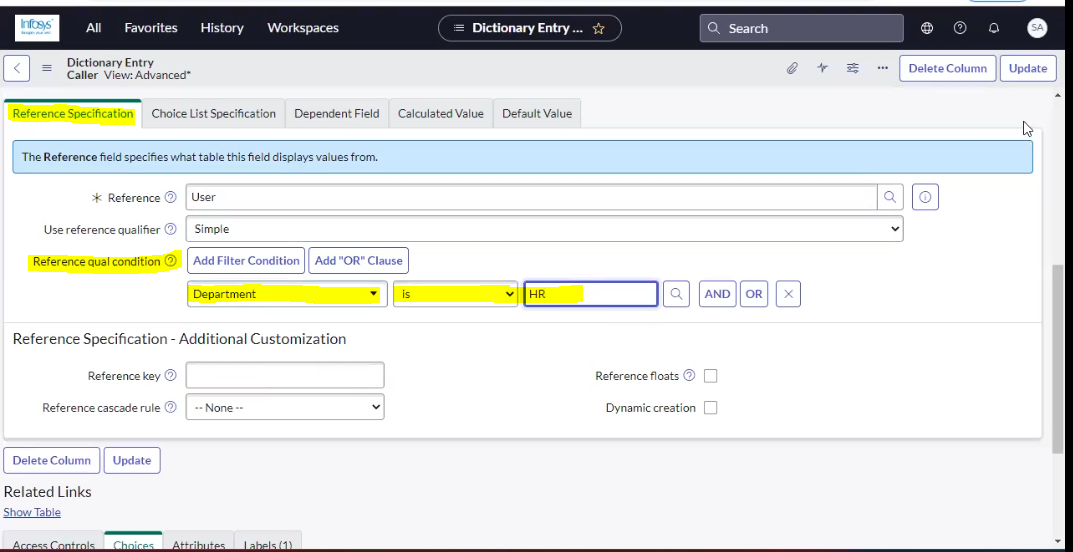 Infosys
All Favorites History Workspaces Dictionary Entry ... Search SA
Dictionary Entry
Caller View: Advanced*
Delete Column Update
Reference Specification Choice List Specification Dependent Field Calculated Value Default Value
The Reference field specifies what table this field displays values from.
Reference User
Use reference qualifier Simple
Reference qual condition Add Filter Condition Add "OR" Clause
Department is HR AND OR
Reference Specification - Additional Customization
Reference key Reference floats
Reference cascade rule -- None -- Dynamic creation
Delete Column Update
Related Links
Show Table
Access Controls Choices Attributes Labels (1)